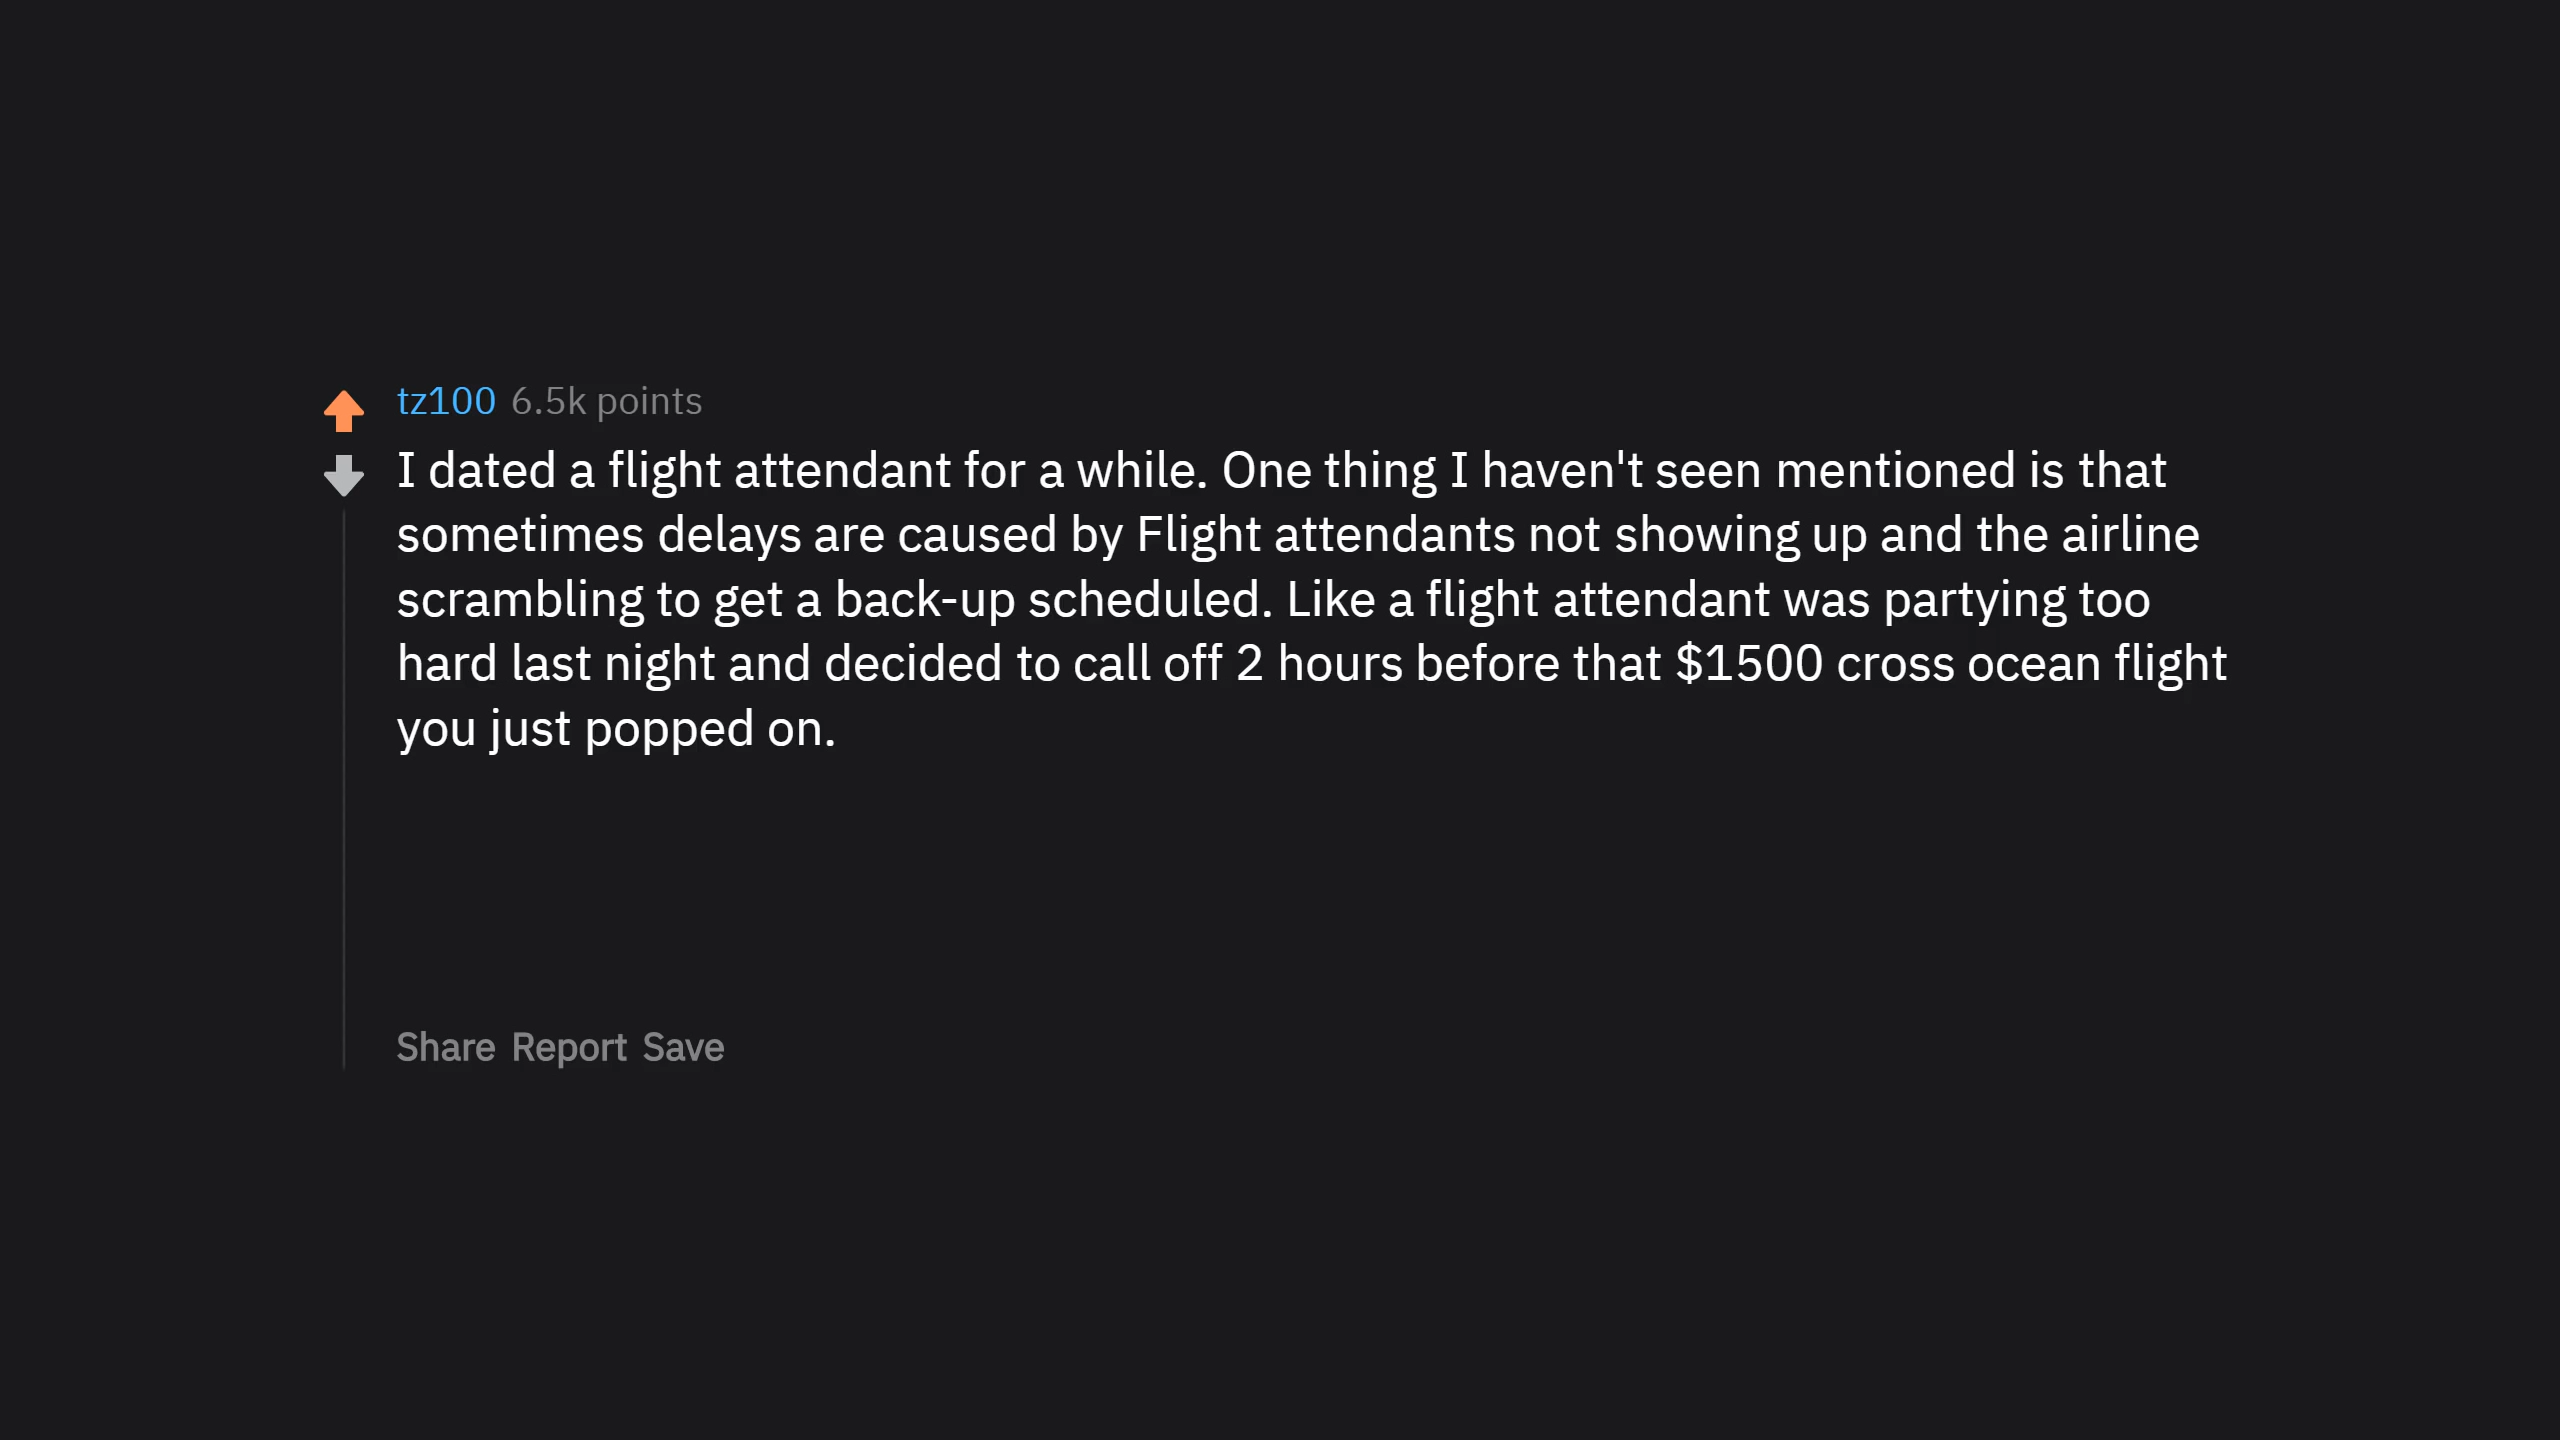 tz100 6.5k points
I dated a flight attendant for a while. One thing I haven't seen mentioned is that
sometimes delays are caused by Flight attendants not showing up and the airline
scrambling to get a back-up scheduled. Like a flight attendant was partying too
hard last night and decided to call off 2 hours before that $1500 cross ocean flight
you just popped on.
Share Report Save